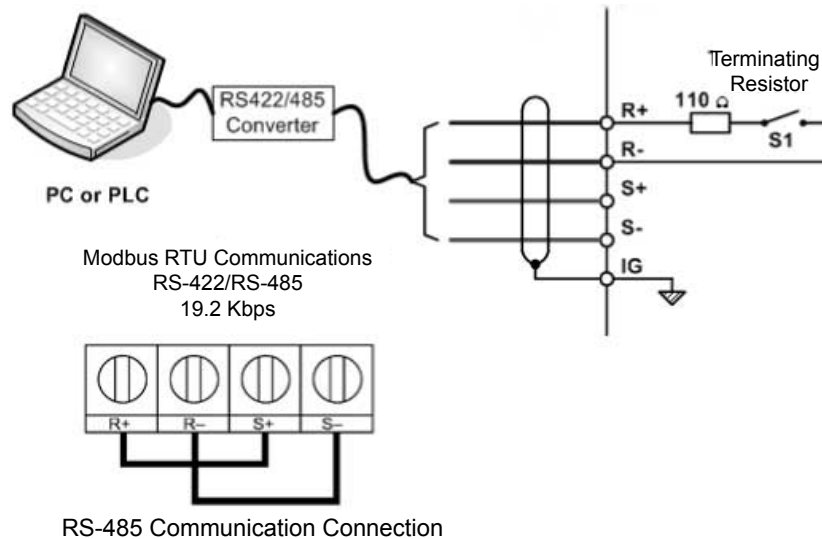 Terminating
Resistor
110 Ω
S1
R+
R-
S+
S-
IG
RS422/485
Converter
PC or PLC
Modbus RTU Communications
RS-422/RS-485
19.2 Kbps
R+ R– S+ S–
RS-485 Communication Connection